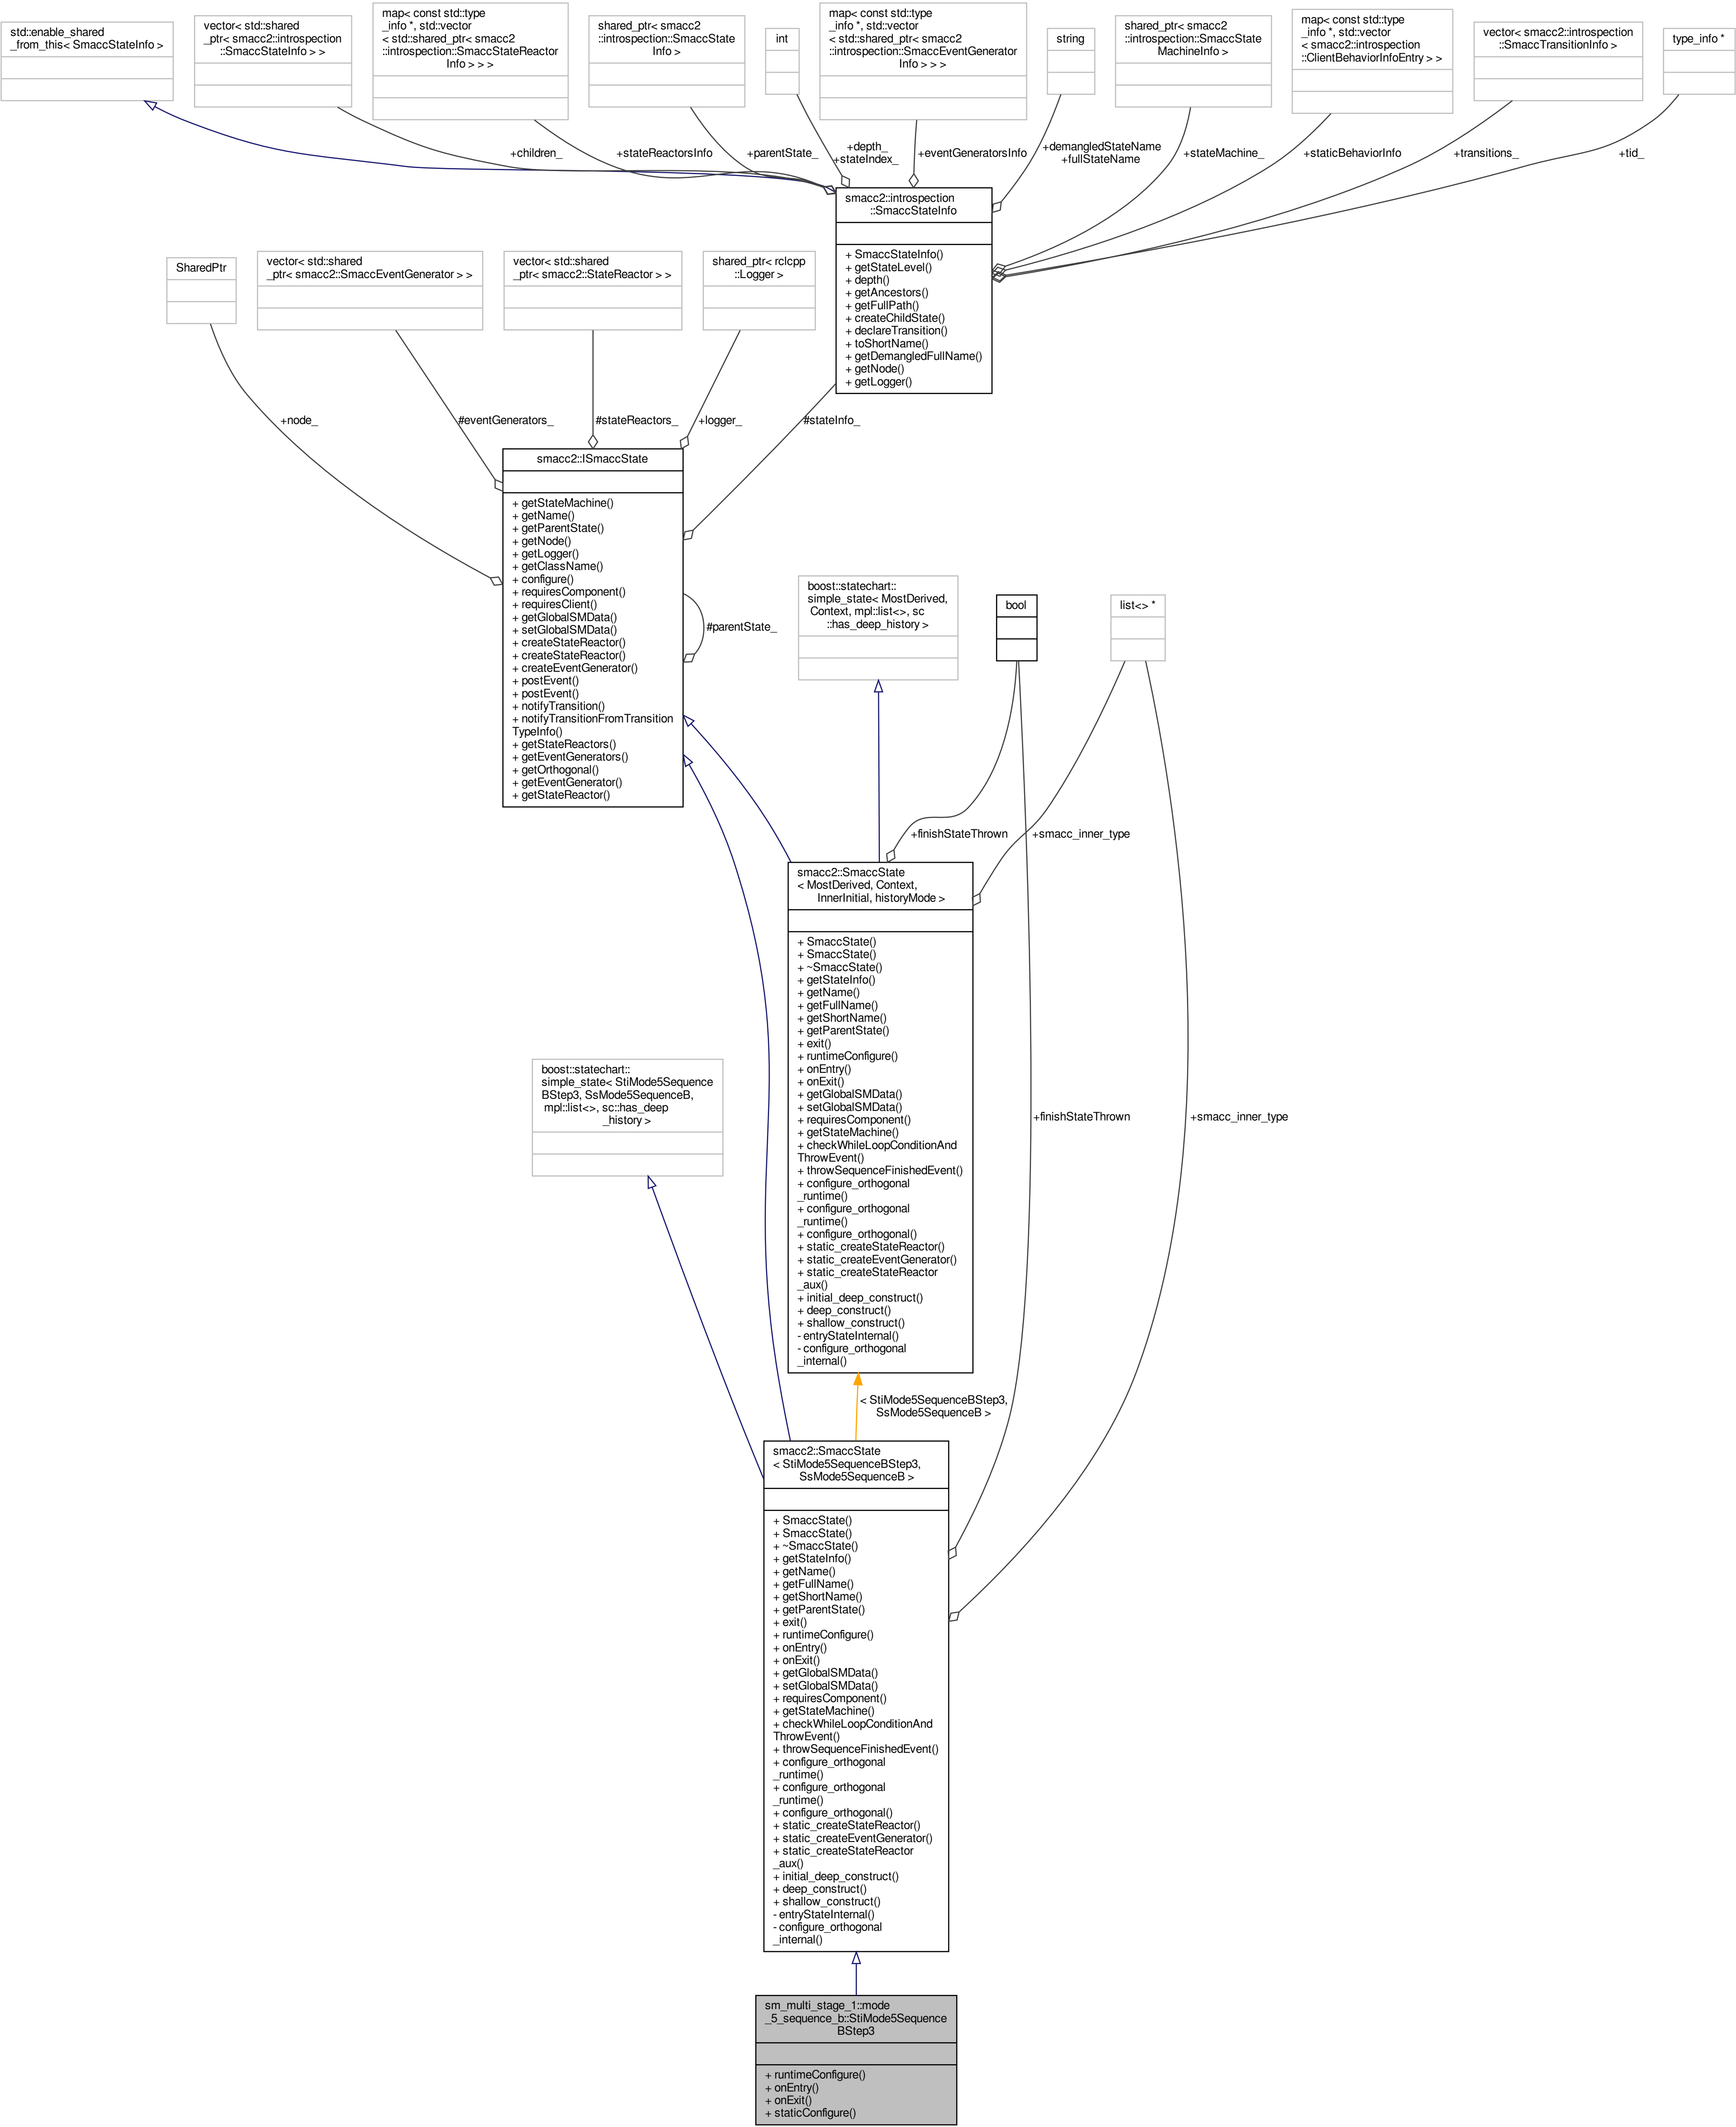 std::enable_shared
_from_this< SmaccStateInfo >
vector< std::shared
_ptr< smacc2::introspection
::SmaccStateInfo > >
map< const std::type
_info *, std::vector
< std::shared_ptr< smacc2
::introspection::SmaccStateReactor
Info > > >
shared_ptr< smacc2
::introspection::SmaccState
Info >
int
map< const std::type
_info *, std::vector
< std::shared_ptr< smacc2
::introspection::SmaccEventGenerator
Info > > >
string
shared_ptr< smacc2
::introspection::SmaccState
MachineInfo >
map< const std::type
_info *, std::vector
< smacc2::introspection
::ClientBehaviorInfoEntry > >
vector< smacc2::introspection
::SmaccTransitionInfo >
type_info *
+children_
+stateReactorsInfo
+parentState_
+depth_
+stateIndex_
+eventGeneratorsInfo
+demangledStateName
+fullStateName
+stateMachine_
+staticBehaviorInfo
+transitions_
+tid_
smacc2::introspection
::SmaccStateInfo
+ SmaccStateInfo()
+ getStateLevel()
+ depth()
+ getAncestors()
+ getFullPath()
+ createChildState()
+ declareTransition()
+ toShortName()
+ getDemangledFullName()
+ getNode()
+ getLogger()
SharedPtr
vector< std::shared
_ptr< smacc2::SmaccEventGenerator > >
vector< std::shared
_ptr< smacc2::StateReactor > >
shared_ptr< rclcpp
::Logger >
+node_
#eventGenerators_
#stateReactors_
+logger_
#stateInfo_
smacc2::ISmaccState
+ getStateMachine()
+ getName()
+ getParentState()
+ getNode()
+ getLogger()
+ getClassName()
+ configure()
+ requiresComponent()
+ requiresClient()
+ getGlobalSMData()
+ setGlobalSMData()
+ createStateReactor()
+ createStateReactor()
+ createEventGenerator()
+ postEvent()
+ postEvent()
+ notifyTransition()
+ notifyTransitionFromTransition
TypeInfo()
+ getStateReactors()
+ getEventGenerators()
+ getOrthogonal()
+ getEventGenerator()
+ getStateReactor()
#parentState_
boost::statechart::
simple_state< MostDerived,
Context, mpl::list<>, sc
::has_deep_history >
bool
list<> *
+finishStateThrown
+smacc_inner_type
smacc2::SmaccState
< MostDerived, Context,
InnerInitial, historyMode >
+ SmaccState()
+ SmaccState()
+ ~SmaccState()
+ getStateInfo()
+ getName()
+ getFullName()
+ getShortName()
+ getParentState()
+ exit()
+ runtimeConfigure()
+ onEntry()
+ onExit()
+ getGlobalSMData()
+ setGlobalSMData()
+ requiresComponent()
+ getStateMachine()
+ checkWhileLoopConditionAnd
ThrowEvent()
+ throwSequenceFinishedEvent()
+ configure_orthogonal
_runtime()
+ configure_orthogonal
_runtime()
+ configure_orthogonal()
+ static_createStateReactor()
+ static_createEventGenerator()
+ static_createStateReactor
_aux()
+ initial_deep_construct()
+ deep_construct()
+ shallow_construct()
- entryStateInternal()
- configure_orthogonal
_internal()
boost::statechart::
simple_state< StiMode5Sequence
BStep3, SsMode5SequenceB,
mpl::list<>, sc::has_deep
_history >
+finishStateThrown
+smacc_inner_type
< StiMode5SequenceBStep3,
SsMode5SequenceB >
smacc2::SmaccState
< StiMode5SequenceBStep3,
SsMode5SequenceB >
+ SmaccState()
+ SmaccState()
+ ~SmaccState()
+ getStateInfo()
+ getName()
+ getFullName()
+ getShortName()
+ getParentState()
+ exit()
+ runtimeConfigure()
+ onEntry()
+ onExit()
+ getGlobalSMData()
+ setGlobalSMData()
+ requiresComponent()
+ getStateMachine()
+ checkWhileLoopConditionAnd
ThrowEvent()
+ throwSequenceFinishedEvent()
+ configure_orthogonal
_runtime()
+ configure_orthogonal
_runtime()
+ configure_orthogonal()
+ static_createStateReactor()
+ static_createEventGenerator()
+ static_createStateReactor
_aux()
+ initial_deep_construct()
+ deep_construct()
+ shallow_construct()
- entryStateInternal()
- configure_orthogonal
_internal()
sm_multi_stage_1::mode
_5_sequence_b::StiMode5Sequence
BStep3
+ runtimeConfigure()
+ onEntry()
+ onExit()
+ staticConfigure()